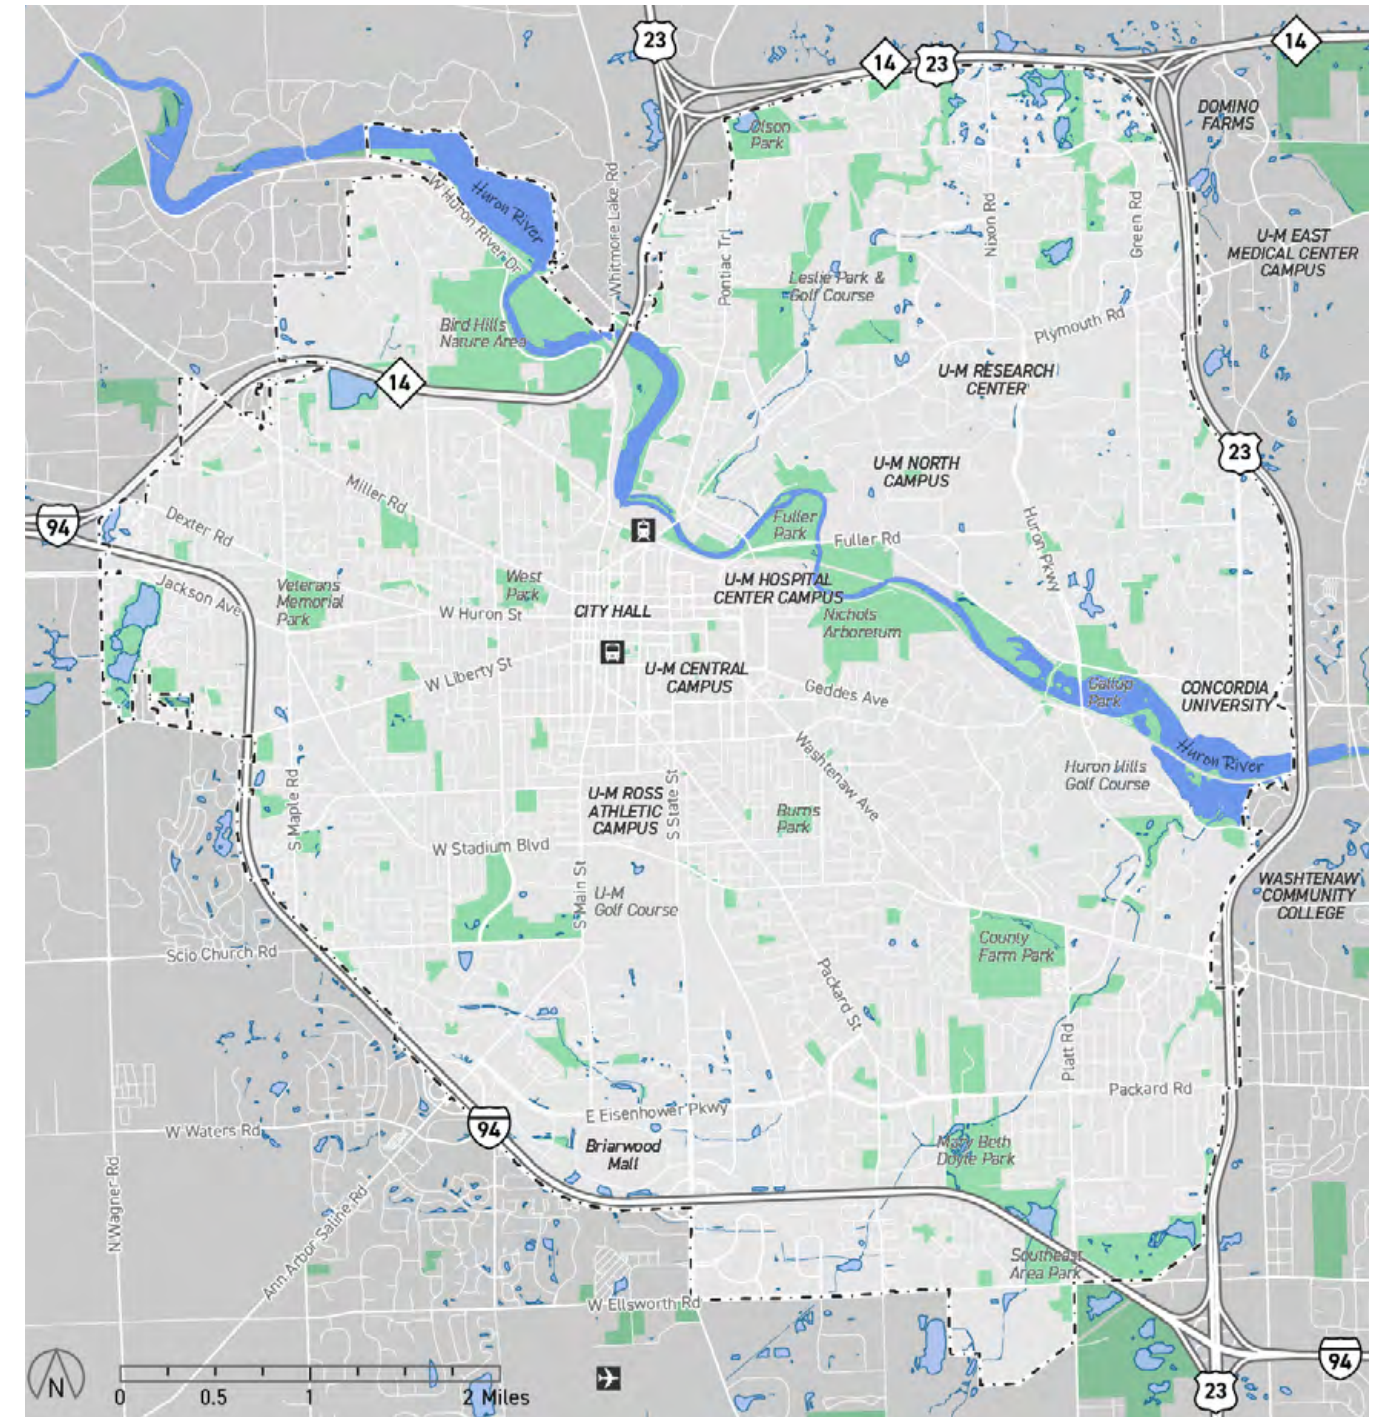 23
14
23
14
DOMINO
FARMS
Olson
Park
Huron River
W Huron River Dr
Whitmore Lake Rd
Pontiac Trl
Nixon Rd
Green Rd
U-M EAST
MEDICAL CENTER
CAMPUS
Leslie Park &
Golf Course
Bird Hills
Nature Area
Plymouth Rd
14
U-M RESEARCH
CENTER
23
U-M NORTH
CAMPUS
Miller Rd
94
Dexter Rd
Fuller
Park
Fuller Rd
Huron Pkwy
Jackson Ave
Veterans
Memorial
Park
West
Park
W Huron St
CITY HALL
U-M HOSPITAL
CENTER CAMPUS
Nichols
Arboretum
W Liberty St
U-M CENTRAL
CAMPUS
Geddes Ave
Gallup
Park
CONCORDIA
UNIVERSITY
Huron River
Washtenaw Ave
Huron Hills
Golf Course
S Maple Rd
U-M ROSS
ATHLETIC
CAMPUS
S State St
Burns
Park
W Stadium Blvd
S Main St
U-M
Golf Course
WASHTENAW
COMMUNITY
COLLEGE
Scio Church Rd
County
Farm Park
Packard St
Platt Rd
Packard Rd
E Eisenhower Pkwy
W Waters Rd
94
Briarwood
Mall
Mary Beth
Doyle Park
N Wagner Rd
Ann Arbor Saline Rd
Southeast
Area Park
W Ellsworth Rd
94
23
N
0 0.5 1 2 Miles